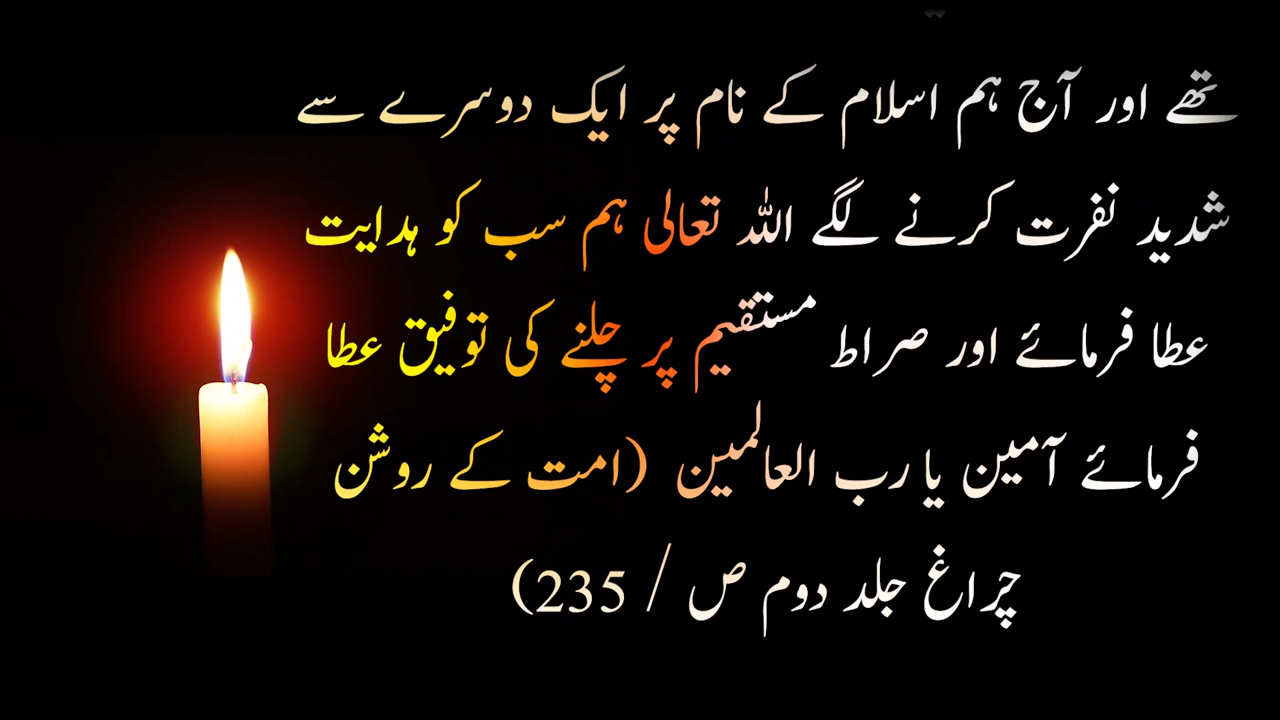 تھے اور آج ہم اسلام کے نام پر ایک دوسرے سے
شدید نفرت کرنے لگے اللہ تعالی ہم سب کو ہدایت
عطا فرمائے اور صراط مستقیم پر چلنے کی توفیق عطا
فرمائے آمین یا رب العالمین (امت کے روشن
چراغ جلد دوم ص / 235)